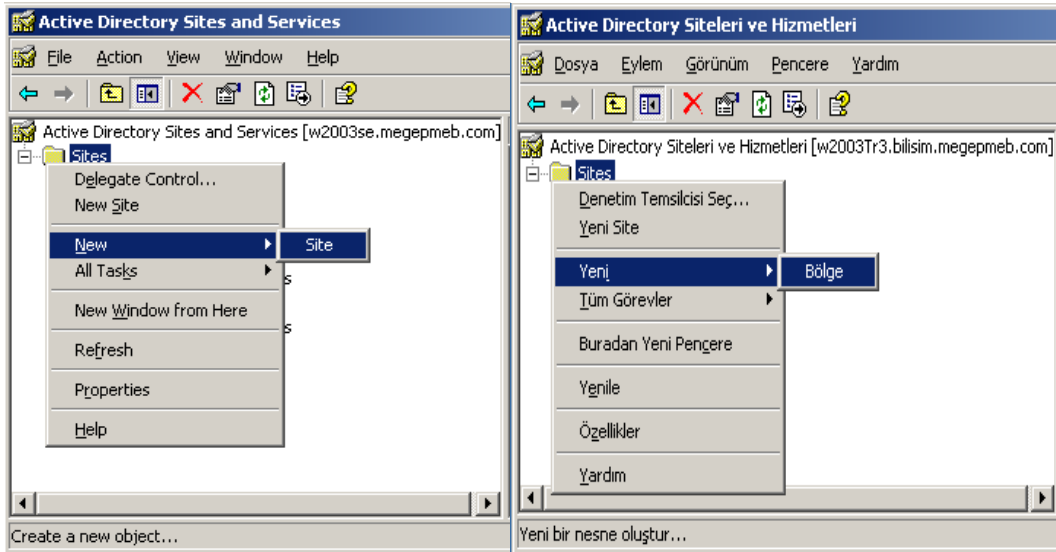 Active Directory Sites and Services
File Action View Window Help
Active Directory Sites and Services [w2003se.megepmeb.com]
Sites
Delegate Control...
New Site
New
Site
All Tasks
s
New Window from Here
s
Refresh
Properties
Help
Create a new object...
Active Directory Siteleri ve Hizmetleri
Dosya Eylem Görünüm Pencere Yardım
Active Directory Siteleri ve Hizmetleri [w2003Tr3.bilisim.megepmeb.com]
Sites
Denetim Temsilcisi Seç...
Yeni Site
Yeni
Bölge
Tüm Görevler
Buradan Yeni Pencere
Yenile
Özellikler
Yardım
Yeni bir nesne oluştur...